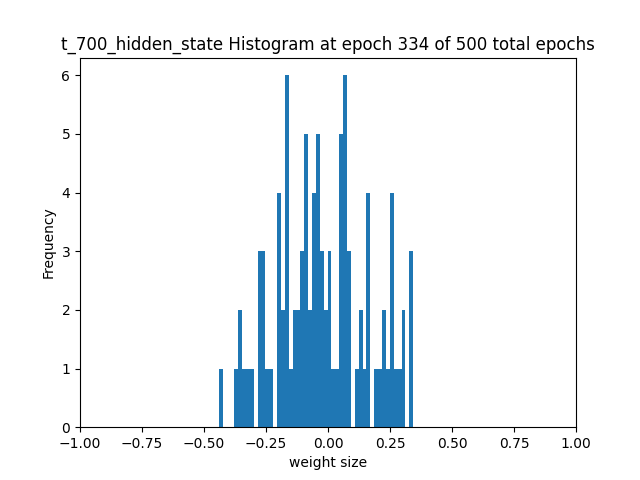 t_700_hidden_state Histogram at epoch 334 of 500 total epochs
Frequency
6
5
4
3
2
1
0
−1.00 −0.75 −0.50 −0.25 0.00 0.25 0.50 0.75 1.00
weight size